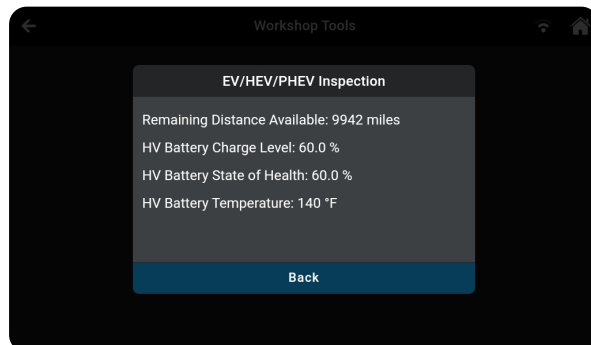 Workshop Tools
EV/HEV/PHEV Inspection
Remaining Distance Available: 9942 miles
HV Battery Charge Level: 60.0 %
HV Battery State of Health: 60.0 %
HV Battery Temperature: 140 °F
Back